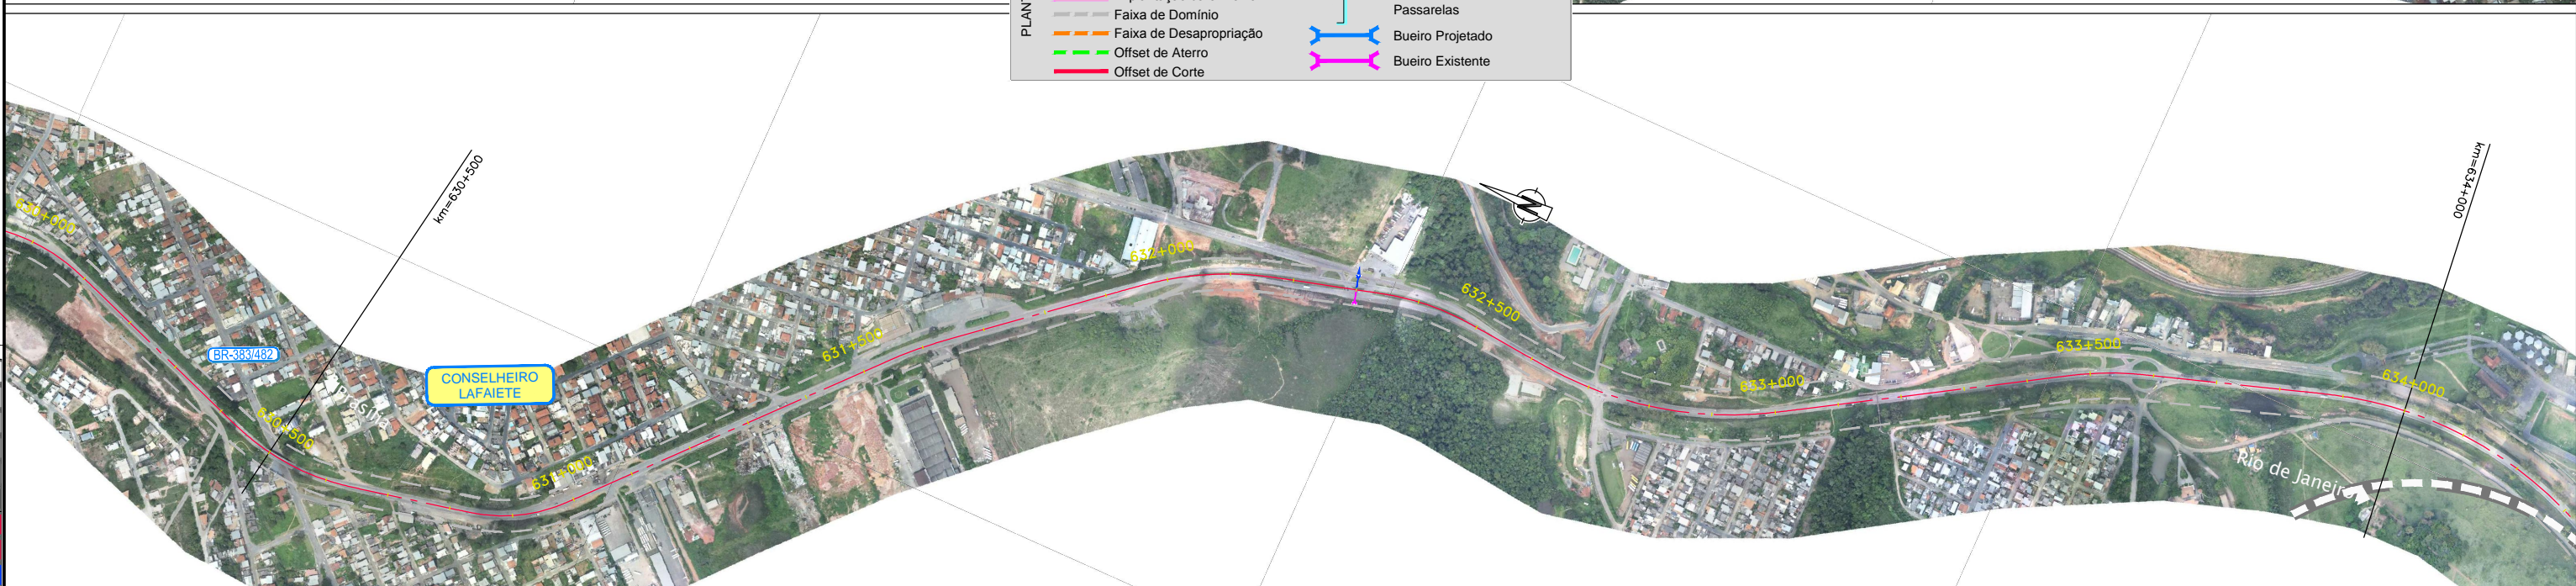 PLANT
Faixa de Domínio
Faixa de Desapropriação
Offset de Aterro
Offset de Corte
Passarelas
Bueiro Projetado
Bueiro Existente
630+000
km=630+500
BR-383/482
CONSELHEIRO
LAFAIETE
Brasília
630+500
631+000
631+500
632+000
N
632+500
633+000
633+500
km=634+000
634+000
Rio de Janeiro